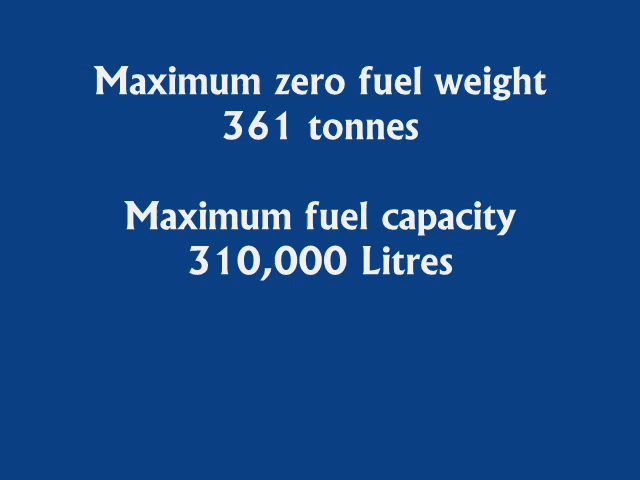 Maximum zero fuel weight
361 tonnes
Maximum fuel capacity
310,000 Litres